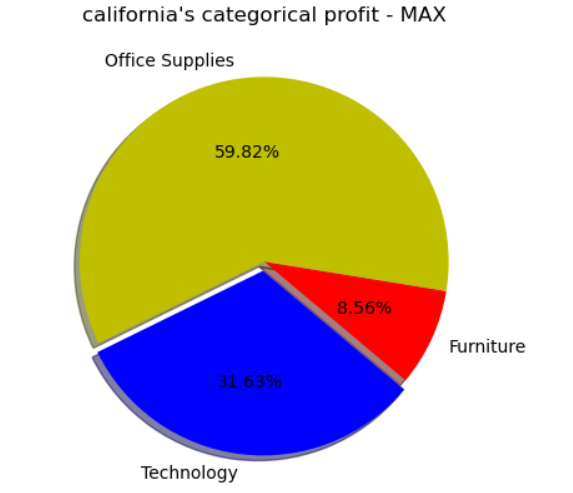 california's categorical profit - MAX
Office Supplies
59.82%
8.56%
Furniture
31.63%
Technology